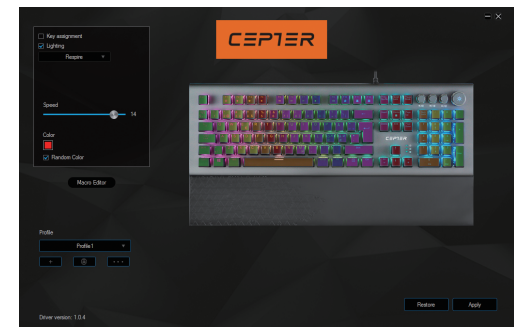 CEPTER
Key assignment
Lighting
Respire
Speed
14
Color
Random Color
Macro Editor
CEPTER
Profile
Profile1
+
- - -
Restore
Apply
Driver version: 1.0.4